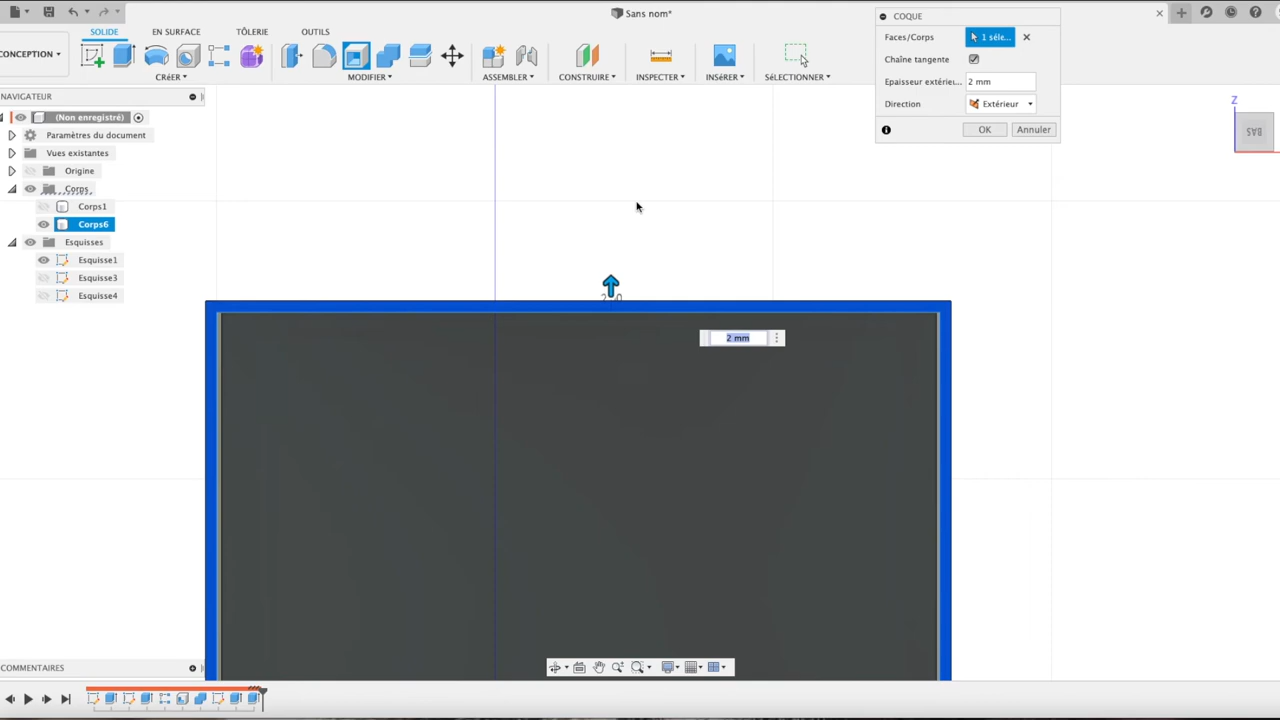 Sans nom*
SOLIDE EN SURFACE TÔLERIE OUTILS
CONCEPTION
CRÉER MODIFIER ASSEMBLER CONSTRUIRE INSPECTER INSÉRER SÉLECTIONNER
NAVIGATEUR
(Non enregistré)
Paramètres du document
Vues existantes
Origine
Corps
Corps1
Corps6
Esquisses
Esquisse1
Esquisse3
Esquisse4
COQUE
Faces/Corps 1 séle...
Chaîne tangente
Epaisseur extérieu... 2 mm
Direction Extérieur
OK Annuler
Z
BAS
2 mm
COMMENTAIRES